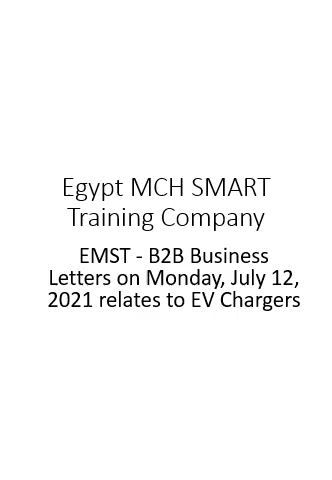 Egypt MCH SMART
Training Company
EMST - B2B Business
Letters on Monday, July 12,
2021 relates to EV Chargers